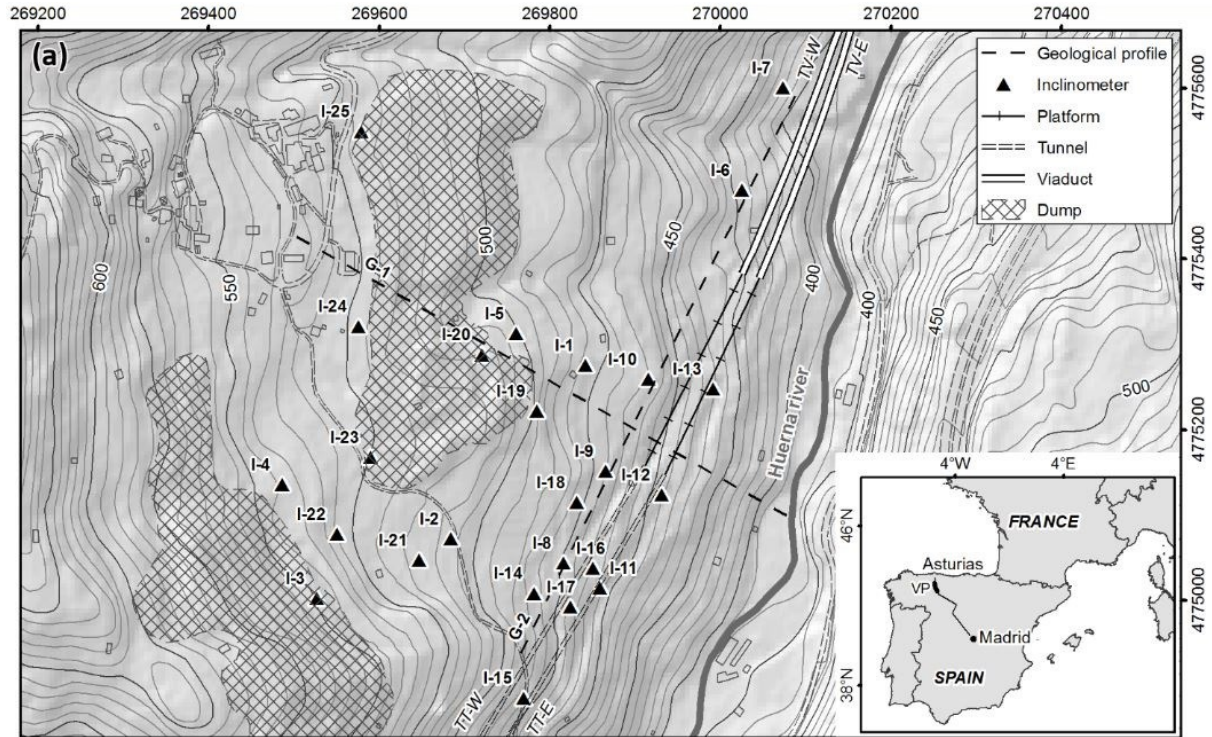 269200 269400 269600 269800 270000 270200 270400
(a)
I-7
TV-W
TV-E
Geological profile
Inclinometer
Platform
Tunnel
Viaduct
Dump
4775600
I-25
I-6
500
450
600
550
G-1
400
400
450
4775400
I-24
I-5
I-20
I-1
I-10
I-13
I-19
500
4775200
I-23
I-4
I-9
I-12
Huerna river
I-18
I-22
I-2
I-21
I-8
I-16
I-11
I-3
I-14
I-17
G-2
4775000
I-15
TT-W
TT-E
4°W 4°E
46°N
FRANCE
Asturias
VP
Madrid
38°N
SPAIN